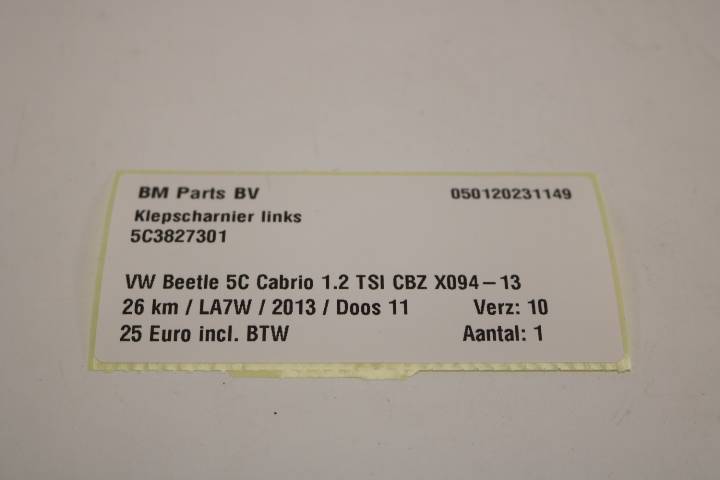 BM Parts BV 050120231149
Klepscharnier links
5C3827301
VW Beetle 5C Cabrio 1.2 TSI CBZ X094-13
26 km / LA7W / 2013 / Doos 11 Verz: 10
25 Euro incl. BTW Aantal: 1